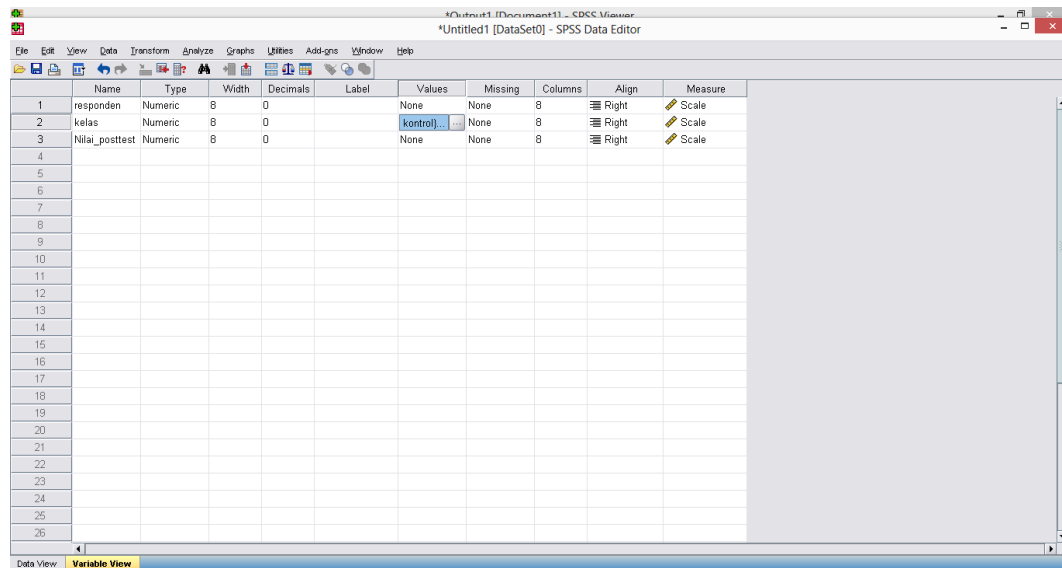 *Output1 [Document1] - SPSS Viewer
*Untitled1 [DataSet0] - SPSS Data Editor
File Edit View Data Transform Analyze Graphs Utilities Add-ons Window Help
Name Type Width Decimals Label Values Missing Columns Align Measure
1 responden Numeric 8 0 None None 8 Right Scale
2 kelas Numeric 8 0 kontrol}... ... None 8 Right Scale
3 Nilai_posttest Numeric 8 0 None None 8 Right Scale
4
5
6
7
8
9
10
11
12
13
14
15
16
17
18
19
20
21
22
23
24
25
26
Data View Variable View